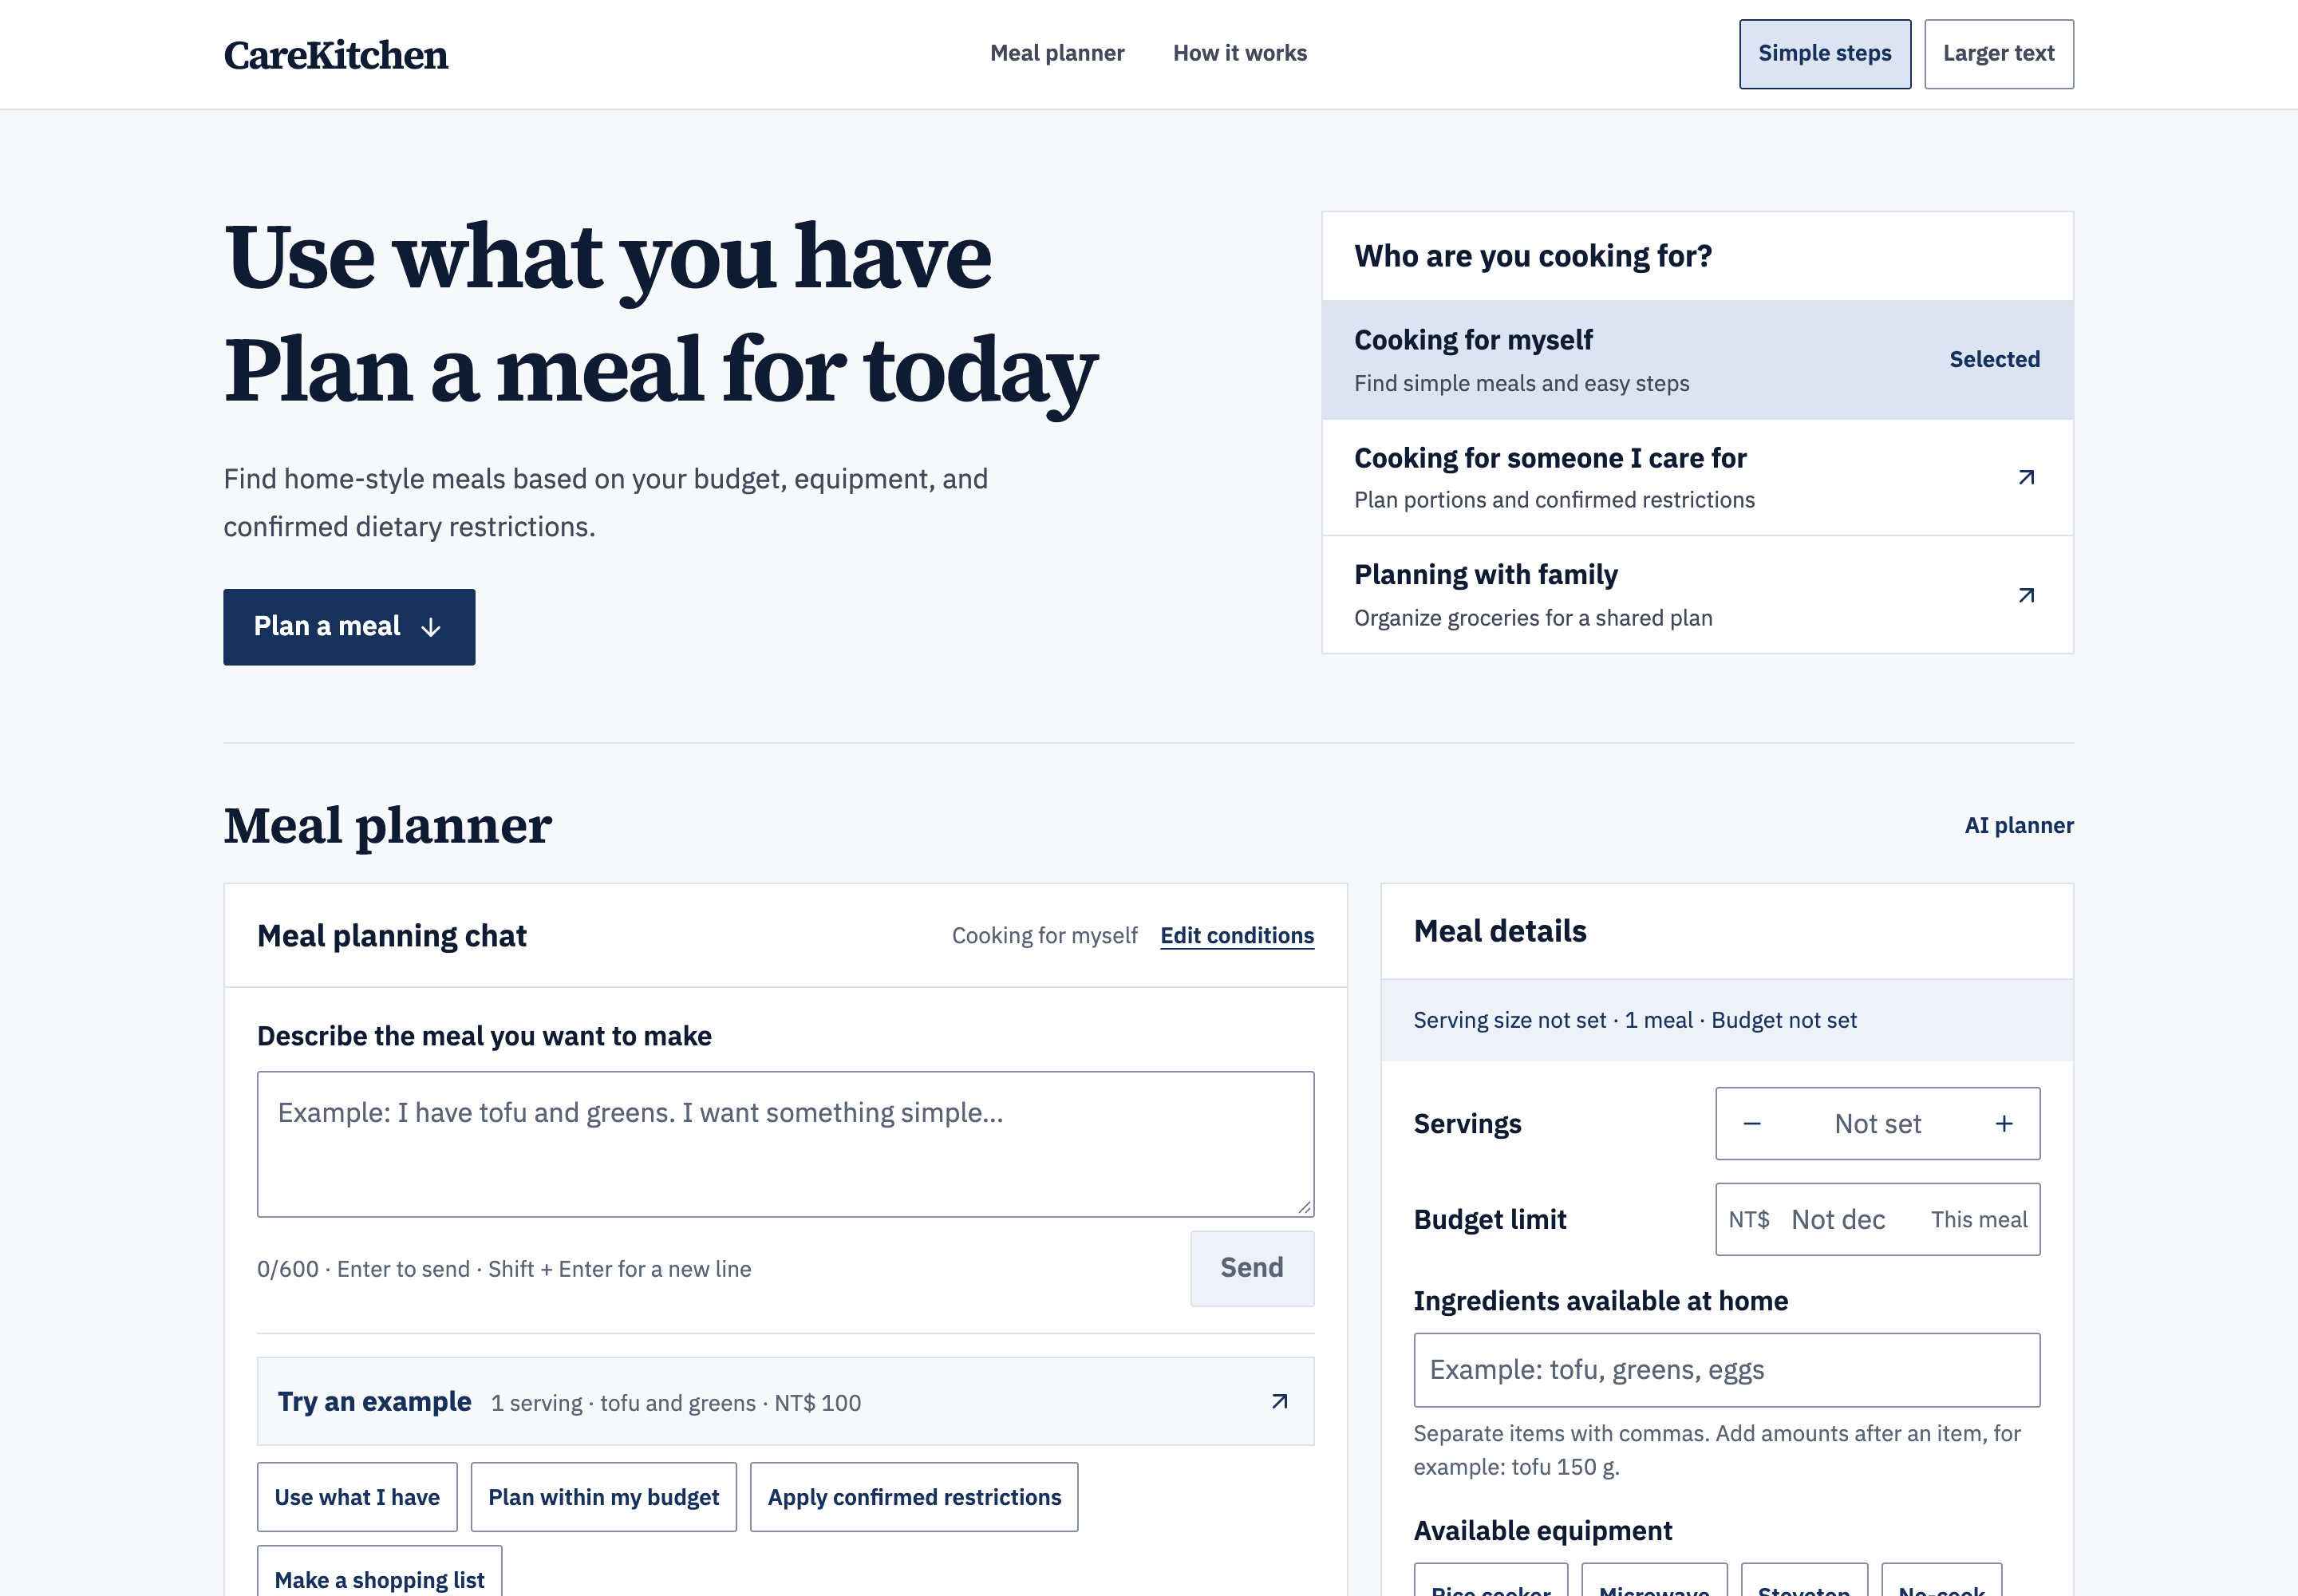 CareKitchen
Meal planner
How it works
Simple steps
Larger text
Use what you have
Plan a meal for today
Find home-style meals based on your budget, equipment, and
confirmed dietary restrictions.
Plan a meal ↓
Who are you cooking for?
Cooking for myself
Find simple meals and easy steps
Selected
Cooking for someone I care for
Plan portions and confirmed restrictions
Planning with family
Organize groceries for a shared plan
Meal planner
AI planner
Meal planning chat
Cooking for myself
Edit conditions
Describe the meal you want to make
Example: I have tofu and greens. I want something simple...
0/600 · Enter to send · Shift + Enter for a new line
Send
Try an example
1 serving · tofu and greens · NT$ 100
Use what I have
Plan within my budget
Apply confirmed restrictions
Make a shopping list
Meal details
Serving size not set · 1 meal · Budget not set
Servings
− Not set +
Budget limit
NT$ Not dec This meal
Ingredients available at home
Example: tofu, greens, eggs
Separate items with commas. Add amounts after an item, for
example: tofu 150 g.
Available equipment
Rice cooker
Microwave
Stovetop
No-cook